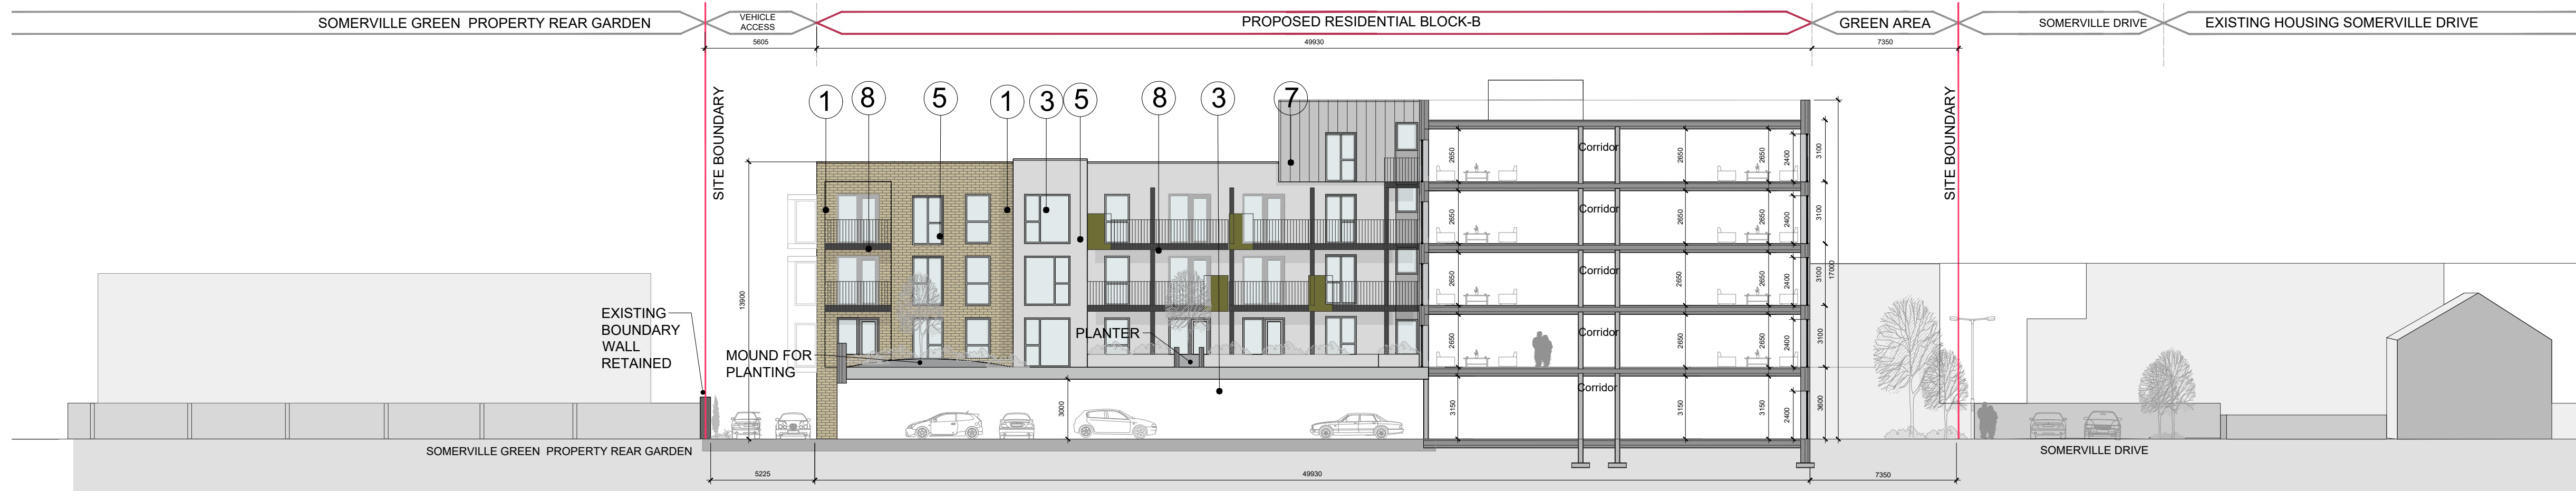 SOMERVILLE GREEN  PROPERTY REAR GARDEN
VEHICLE
ACCESS
PROPOSED RESIDENTIAL BLOCK-B
GREEN AREA
SOMERVILLE DRIVE
EXISTING HOUSING SOMERVILLE DRIVE
5605
49930
7350
SITE BOUNDARY
1
8
5
1
3
5
8
3
7
SITE BOUNDARY
13900
Corridor
2650
2650
2650
2400
3100
Corridor
2650
2650
2650
2400
3100
Corridor
2650
2650
2650
2400
3100
17000
Corridor
2650
2650
2650
2400
3100
Corridor
3150
3150
3150
2400
3600
EXISTING
BOUNDARY
WALL
RETAINED
MOUND FOR
PLANTING
PLANTER
3000
SOMERVILLE GREEN  PROPERTY REAR GARDEN
SOMERVILLE DRIVE
5225
49930
7350